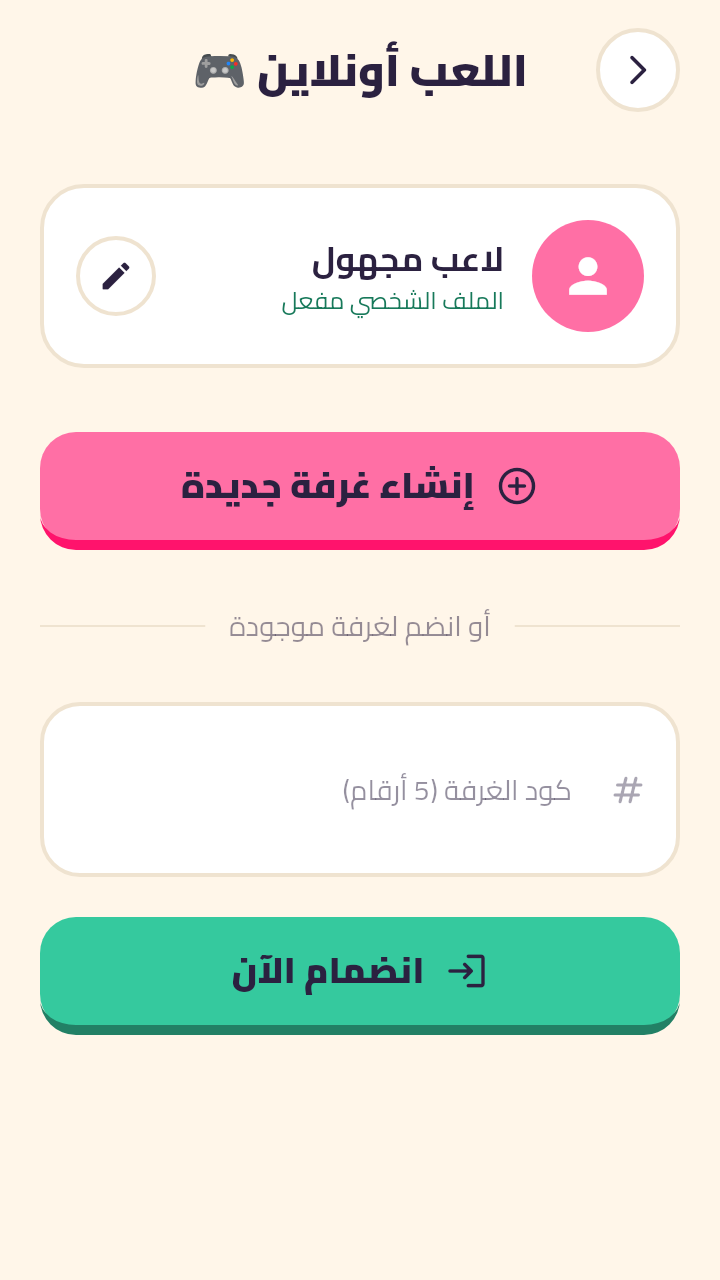 اللعب أونلاين 🎮
لاعب مجهول
الملف الشخصي مفعل
إنشاء غرفة جديدة
أو انضم لغرفة موجودة
# كود الغرفة (5 أرقام)
انضمام الآن